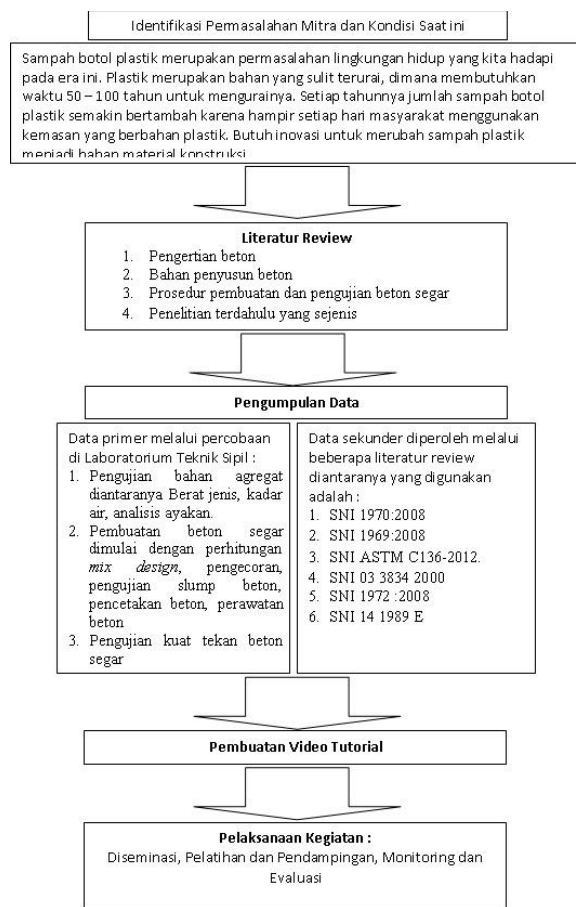 Identifikasi Permasalahan Mitra dan Kondisi Saat ini
Sampah botol plastik merupakan permasalahan lingkungan hidup yang kita hadapi
pada era ini. Plastik merupakan bahan yang sulit terurai, dimana membutuhkan
waktu 50 – 100 tahun untuk mengurainya. Setiap tahunnya jumlah sampah botol
plastik semakin bertambah karena hampir setiap hari masyarakat menggunakan
kemasan yang berbahan plastik. Butuh inovasi untuk merubah sampah plastik
menjadi bahan material konstruksi
Literatur Review
1. Pengertian beton
2. Bahan penyusun beton
3. Prosedur pembuatan dan pengujian beton segar
4. Penelitian terdahulu yang sejenis
Pengumpulan Data
Data primer melalui percobaan
di Laboratorium Teknik Sipil :
1. Pengujian bahan agregat
diantaranya Berat jenis, kadar
air, analisis ayakan.
2. Pembuatan beton segar
dimulai dengan perhitungan
mix design, pengecoran,
pengujian slump beton,
pencetakan beton, perawatan
beton
3. Pengujian kuat tekan beton
segar
Data sekunder diperoleh melalui
beberapa literatur review
diantaranya yang digunakan
adalah :
1. SNI 1970:2008
2. SNI 1969:2008
3. SNI ASTM C136-2012.
4. SNI 03 3834 2000
5. SNI 1972 :2008
6. SNI 14 1989 E
Pembuatan Video Tutorial
Pelaksanaan Kegiatan :
Diseminasi, Pelatihan dan Pendampingan, Monitoring dan
Evaluasi